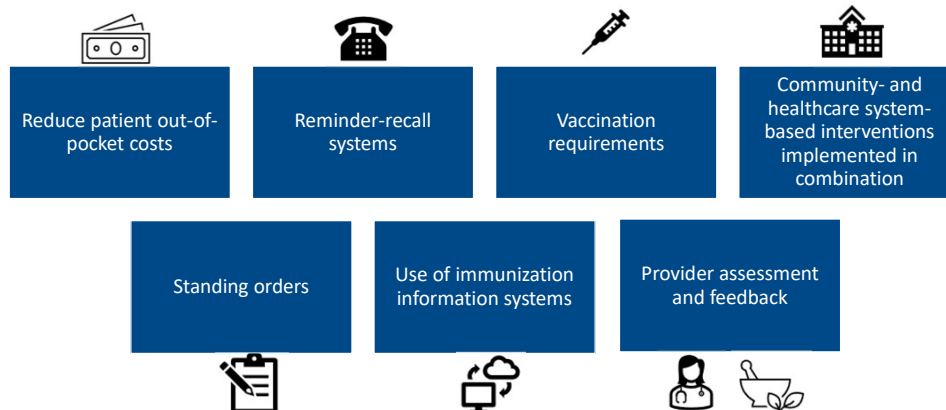 Reduce patient out-of-
pocket costs
Reminder-recall
systems
Vaccination
requirements
Community- and
healthcare system-
based interventions
implemented in
combination
Standing orders
Use of immunization
information systems
Provider assessment
and feedback